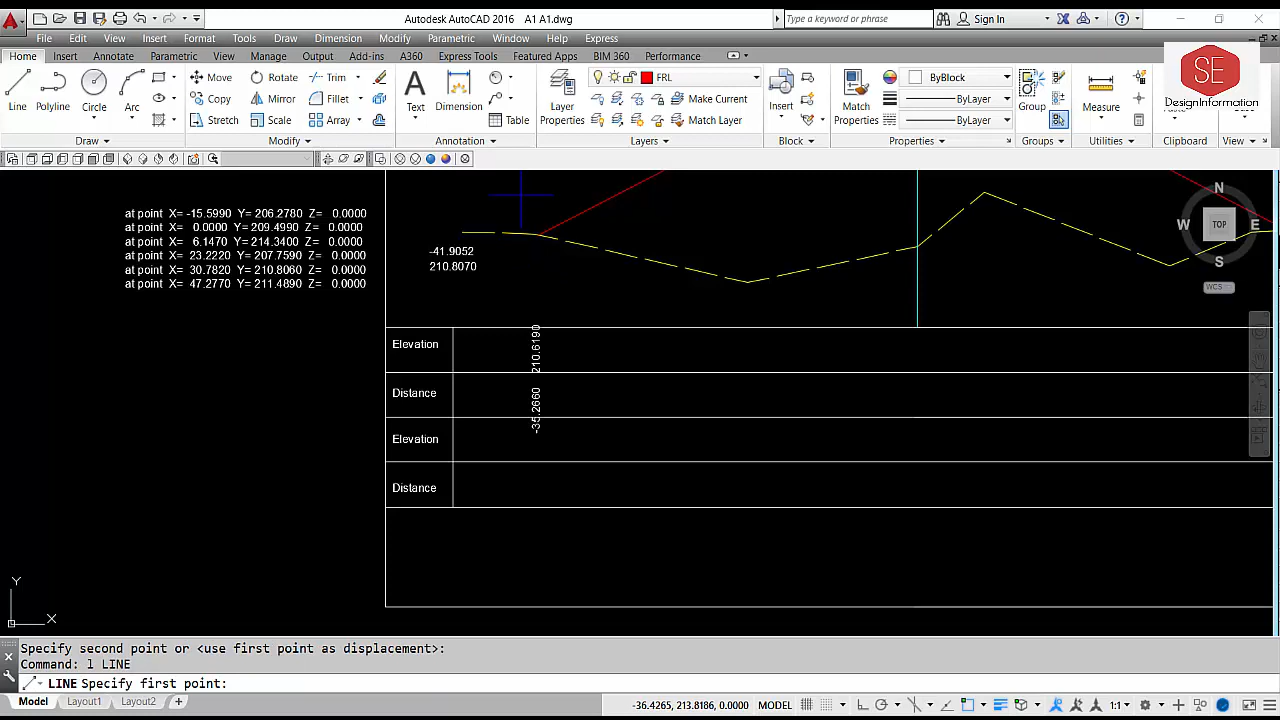 Autodesk AutoCAD 2016 A1 A1.dwg
Type a keyword or phrase
Sign In
File Edit View Insert Format Tools Draw Dimension Modify Parametric Window Help Express
Home Insert Annotate Parametric View Manage Output Add-ins A360 Express Tools Featured Apps BIM 360 Performance
Line Polyline Circle Arc
Move Rotate Trim
Copy Mirror Fillet
Stretch Scale Array
Text Dimension Table
Layer Properties
FRL
Make Current
Match Layer
Insert
Match Properties
ByBlock
ByLayer
ByLayer
Group
Measure
SE
DesignInformation
Draw Modify Annotation Layers Block Properties Groups Utilities Clipboard View
at point X= -15.5990 Y= 206.2780 Z= 0.0000
at point X= 0.0000 Y= 209.4990 Z= 0.0000
at point X= 6.1470 Y= 214.3400 Z= 0.0000
at point X= 23.2220 Y= 207.7590 Z= 0.0000
at point X= 30.7820 Y= 210.8060 Z= 0.0000
at point X= 47.2770 Y= 211.4890 Z= 0.0000
-41.9052
210.8070
N
W TOP E
S
WCS
Elevation 210.6190
Distance -35.2660
Elevation
Distance
Y
X
Specify second point or <use first point as displacement>:
Command: l LINE
LINE Specify first point:
Model Layout1 Layout2 +
-36.4265, 213.8186, 0.0000 MODEL 1:1